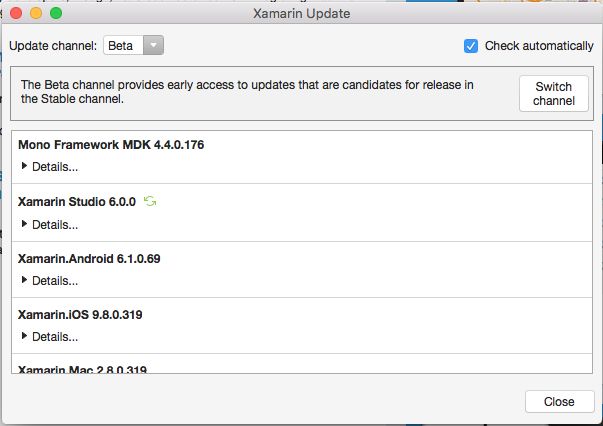 Xamarin Update
Update channel: Beta Check automatically
The Beta channel provides early access to updates that are candidates for release in
the Stable channel.
Switch
channel
Mono Framework MDK 4.4.0.176
Details...
Xamarin Studio 6.0.0
Details...
Xamarin.Android 6.1.0.69
Details...
Xamarin.iOS 9.8.0.319
Details...
Xamarin.Mac 2.8.0.319
Close